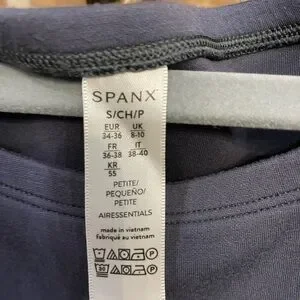 SPANX
S/CH/P
EUR UK
34-36 8-10
FR IT
36-38 38-40
KR
55
PETITE/
PEQUEÑO/
PETITE
AIRESSENTIALS
made in vietnam
fabriqué au vietnam